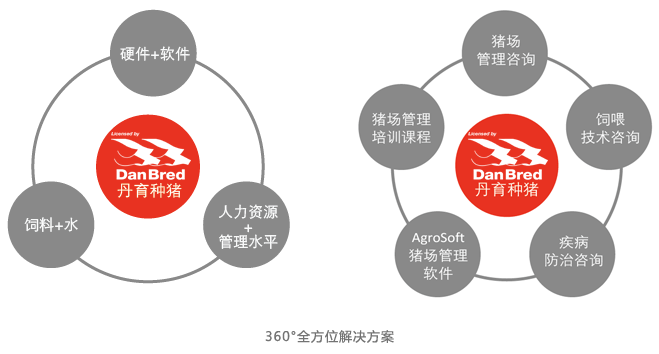 硬件+软件
Licensed by
DanBred
丹育种猪
饲料+水
人力资源
+
管理水平
猪场
管理咨询
猪场管理
培训课程
饲喂
技术咨询
Licensed by
DanBred
丹育种猪
AgroSoft
猪场管理
软件
疾病
防治咨询
360°全方位解决方案